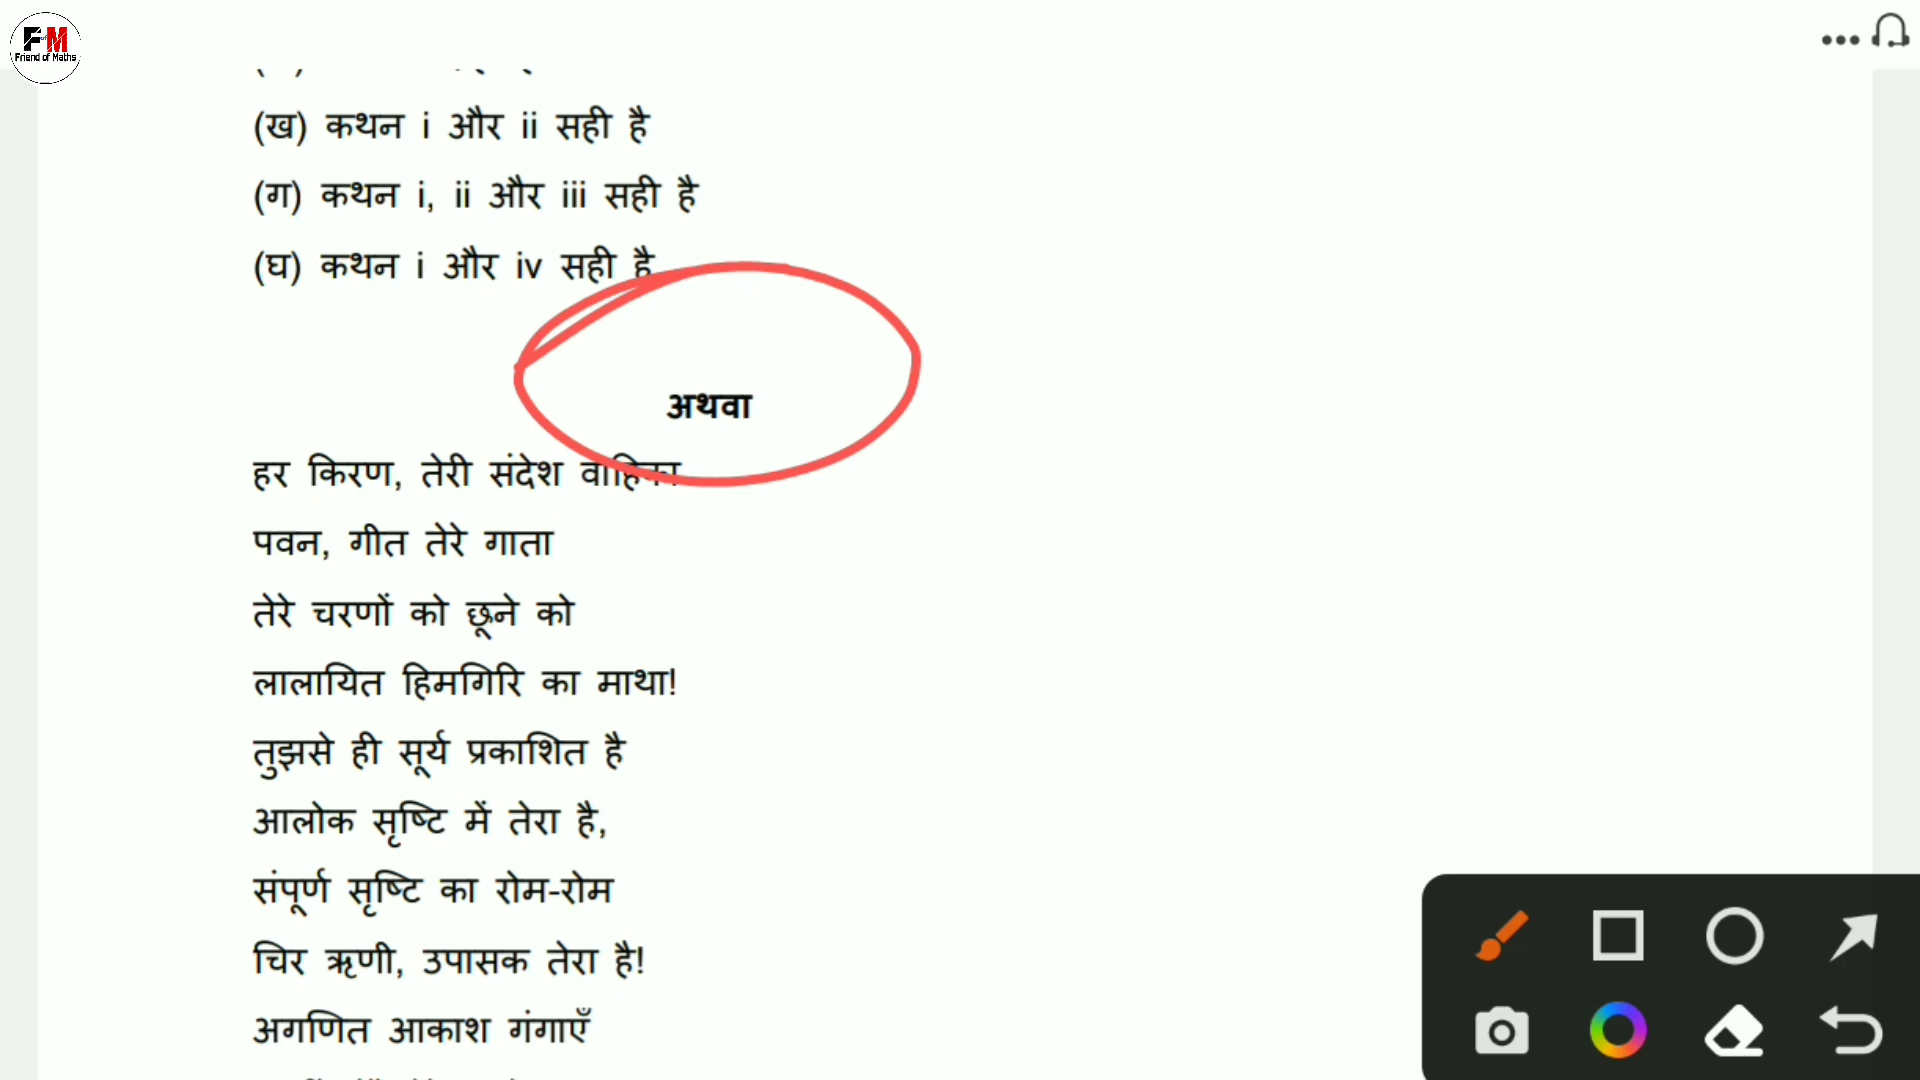 FM
Friend of Maths
(ख) कथन i और ii सही है
(ग) कथन i, ii और iii सही है
(घ) कथन i और iv सही है
अथवा
हर किरण, तेरी संदेश वाहिका
पवन, गीत तेरे गाता
तेरे चरणों को छूने को
लालायित हिमगिरि का माथा!
तुझसे ही सूर्य प्रकाशित है
आलोक सृष्टि में तेरा है,
संपूर्ण सृष्टि का रोम-रोम
चिर ऋणी, उपासक तेरा है!
अगणित आकाश गंगाएँ